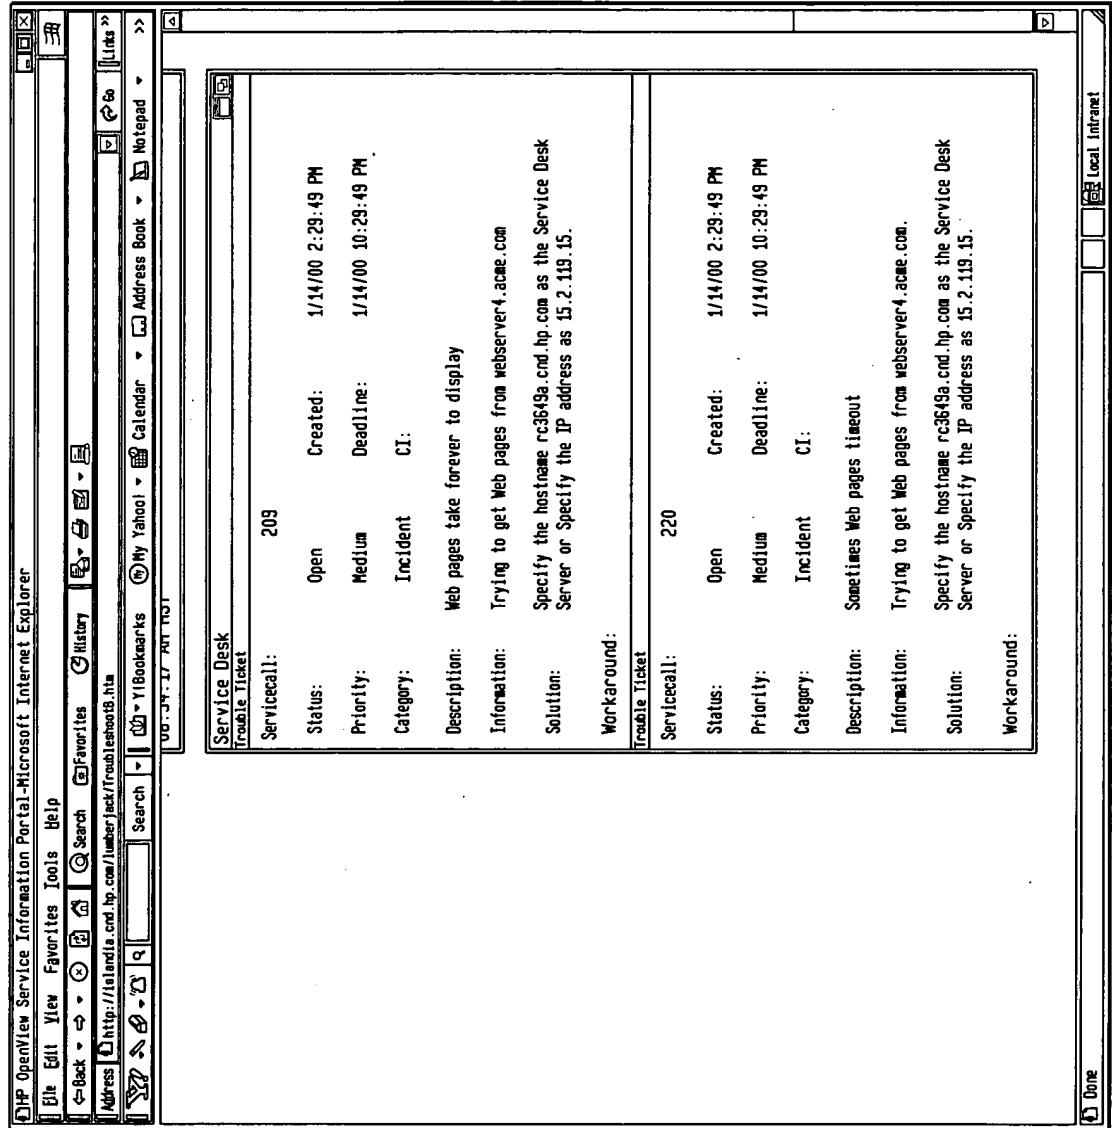 HP OpenView Service Information Portal-Microsoft Internet Explorer
File Edit View Favorites Tools Help
Back Search Favorites History
Address http://islandia.cnd.hp.com/lumberjack/Troubleshoot8.htm Go Links »
Search Y!Bookmarks My Yahoo! Calendar Address Book Notepad »
Service Desk
Trouble Ticket
Servicecall: 209
Status: Open Created: 1/14/00 2:29:49 PM
Priority: Medium Deadline: 1/14/00 10:29:49 PM
Category: Incident CI:
Description: Web pages take forever to display
Information: Trying to get Web pages from webserver4.acme.com
Solution: Specify the hostname rc3649a.cnd.hp.com as the Service Desk
Server or Specify the IP address as 15.2.119.15.
Workaround:
Trouble Ticket
Servicecall: 220
Status: Open Created: 1/14/00 2:29:49 PM
Priority: Medium Deadline: 1/14/00 10:29:49 PM
Category: Incident CI:
Description: Sometimes Web pages timeout
Information: Trying to get Web pages from webserver4.acme.com.
Solution: Specify the hostname rc3649a.cnd.hp.com as the Service Desk
Server or Specify the IP address as 15.2.119.15.
Workaround:
Done Local intranet